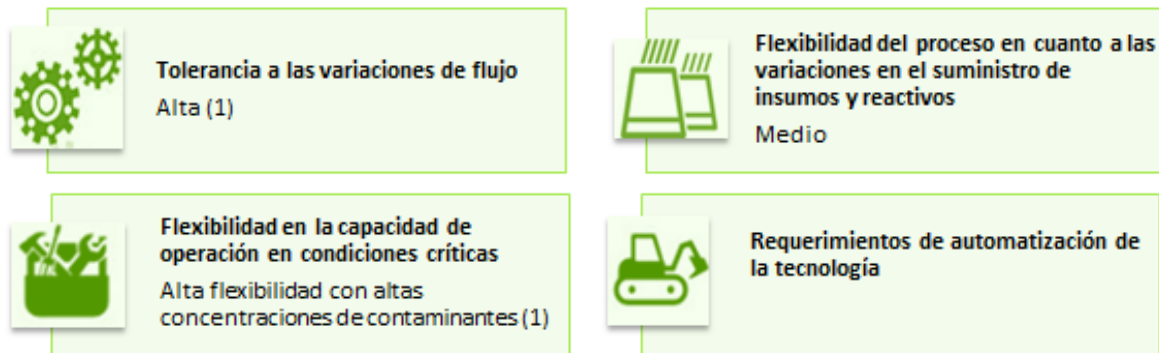 Tolerancia a las variaciones de flujo
Alta (1)
Flexibilidad del proceso en cuanto a las
variaciones en el suministro de
insumos y reactivos
Medio
Flexibilidad en la capacidad de
operación en condiciones críticas
Alta flexibilidad con altas
concentraciones de contaminantes (1)
Requerimientos de automatización de
la tecnología